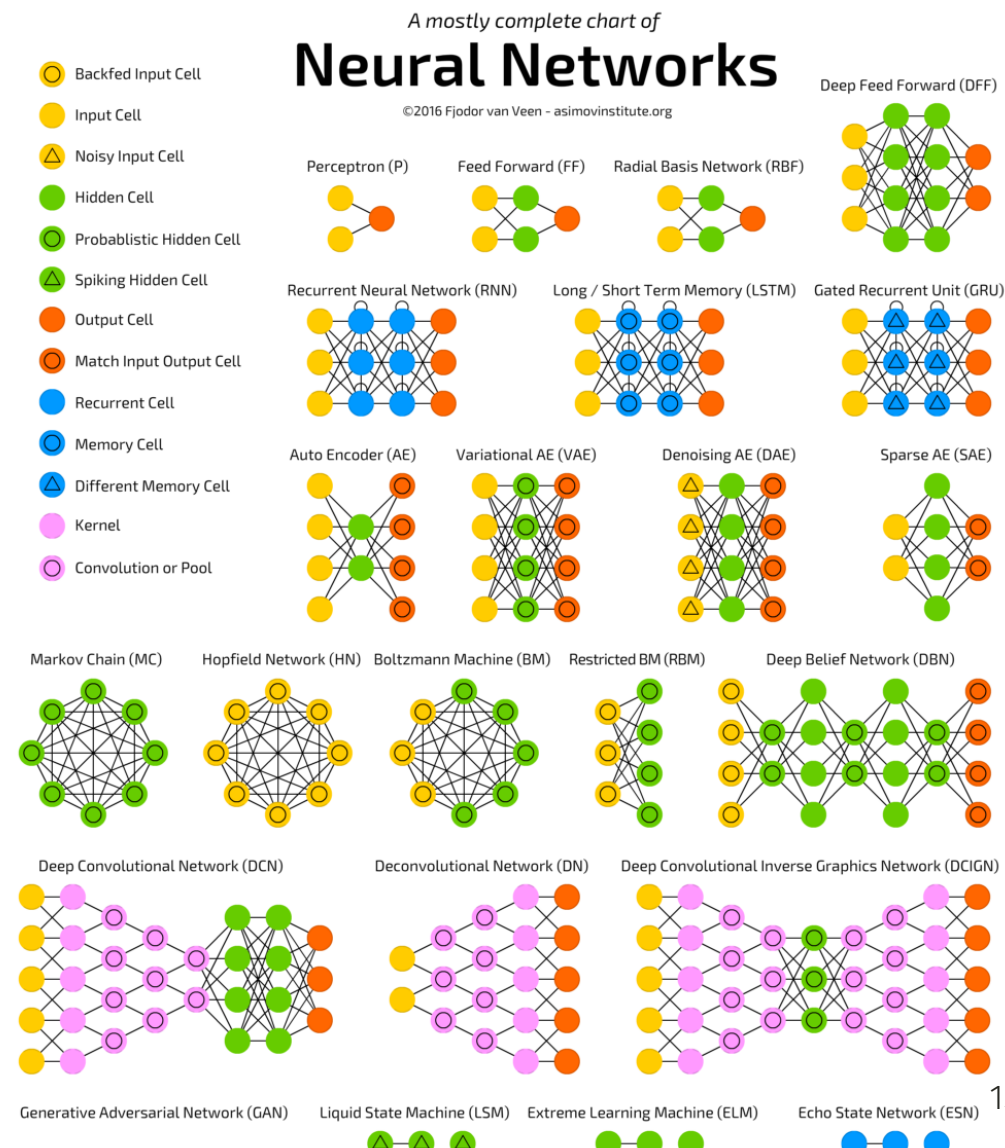 A mostly complete chart of
Neural Networks
©2016 Fjodor van Veen - asimovinstitute.org
Backfed Input Cell
Input Cell
Noisy Input Cell
Hidden Cell
Probablistic Hidden Cell
Spiking Hidden Cell
Output Cell
Match Input Output Cell
Recurrent Cell
Memory Cell
Different Memory Cell
Kernel
Convolution or Pool
Perceptron (P)
Feed Forward (FF)
Radial Basis Network (RBF)
Deep Feed Forward (DFF)
Recurrent Neural Network (RNN)
Long / Short Term Memory (LSTM)
Gated Recurrent Unit (GRU)
Auto Encoder (AE)
Variational AE (VAE)
Denoising AE (DAE)
Sparse AE (SAE)
Markov Chain (MC)
Hopfield Network (HN)
Boltzmann Machine (BM)
Restricted BM (RBM)
Deep Belief Network (DBN)
Deep Convolutional Network (DCN)
Deconvolutional Network (DN)
Deep Convolutional Inverse Graphics Network (DCIGN)
1
Generative Adversarial Network (GAN)
Liquid State Machine (LSM)
Extreme Learning Machine (ELM)
Echo State Network (ESN)